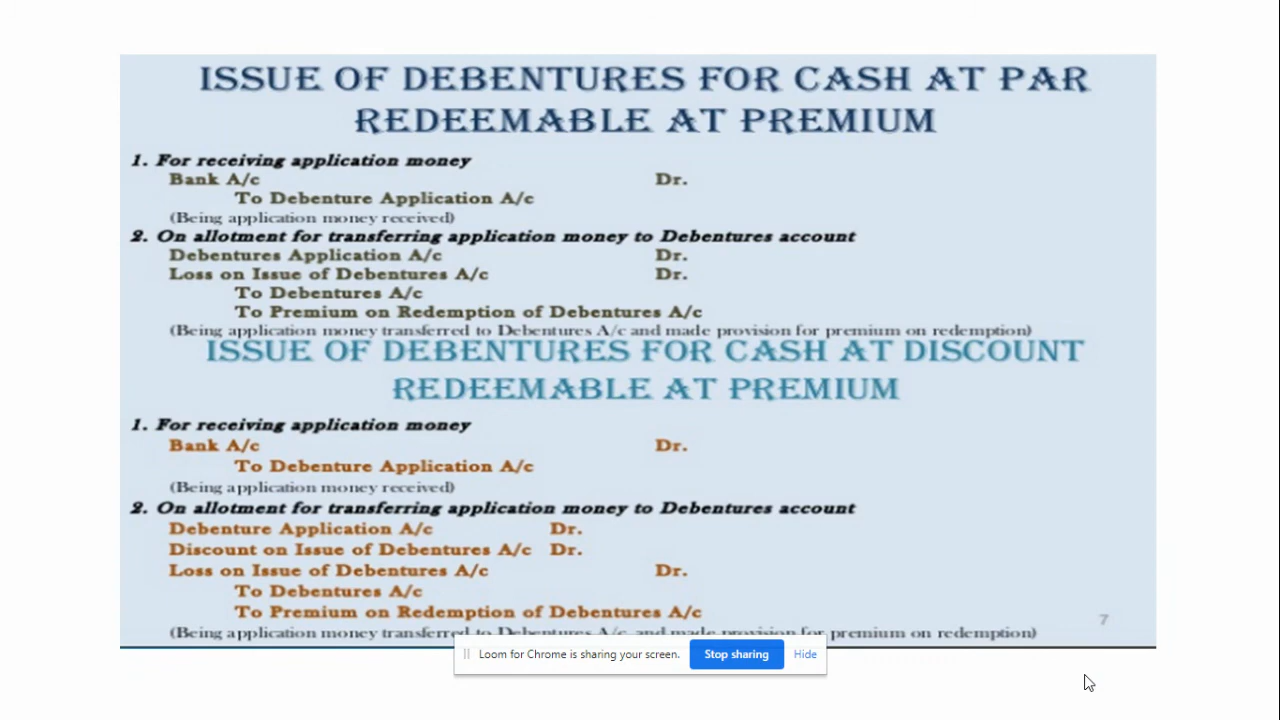 ISSUE OF DEBENTURES FOR CASH AT PAR
REDEEMABLE AT PREMIUM
1. For receiving application money
Bank A/c Dr.
To Debenture Application A/c
(Being application money received)
2. On allotment for transferring application money to Debentures account
Debentures Application A/c Dr.
Loss on Issue of Debentures A/c Dr.
To Debentures A/c
To Premium on Redemption of Debentures A/c
(Being application money transferred to Debentures A/c and made provision for premium on redemption)
ISSUE OF DEBENTURES FOR CASH AT DISCOUNT
REDEEMABLE AT PREMIUM
1. For receiving application money
Bank A/c Dr.
To Debenture Application A/c
(Being application money received)
2. On allotment for transferring application money to Debentures account
Debenture Application A/c Dr.
Discount on Issue of Debentures A/c Dr.
Loss on Issue of Debentures A/c Dr.
To Debentures A/c
To Premium on Redemption of Debentures A/c
7
(Being application money transferred to Debentures A/c and made provision for premium on redemption)
Loom for Chrome is sharing your screen. Stop sharing Hide